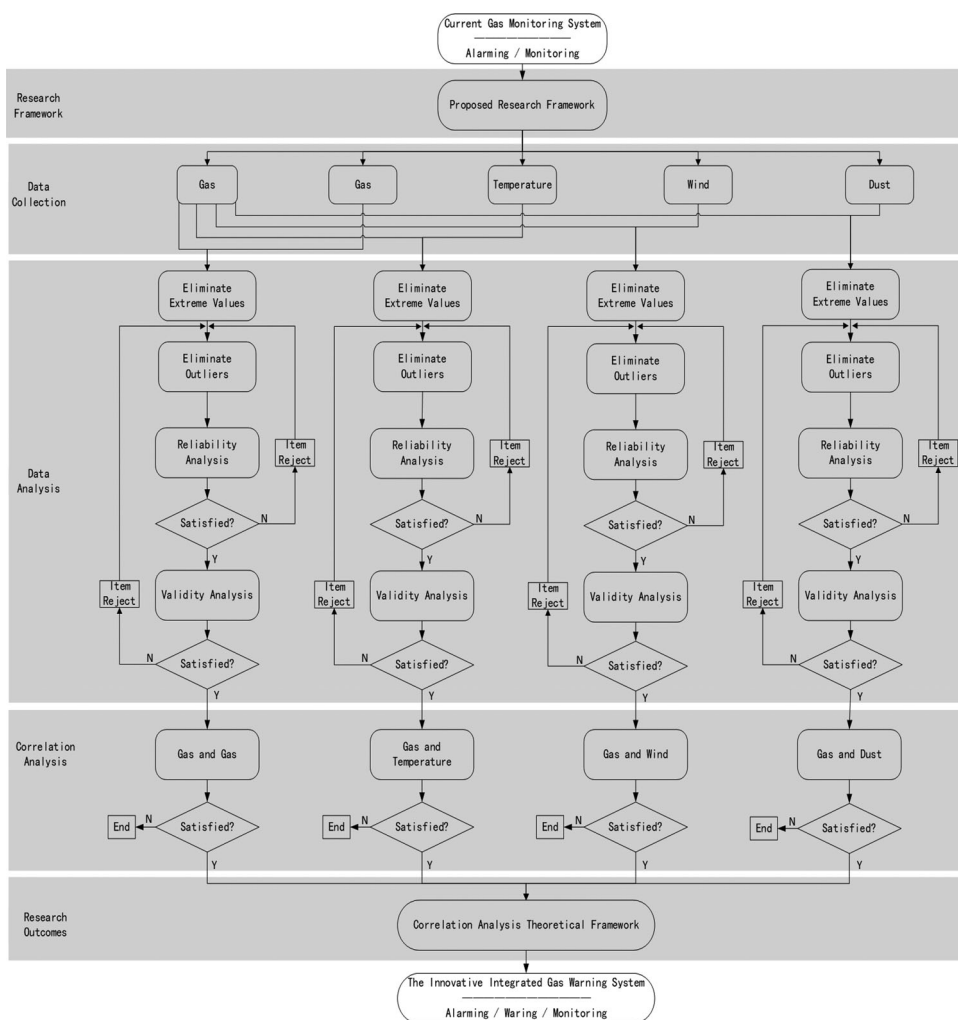 Current Gas Monitoring System
Alarming / Monitoring
Research
Framework
Proposed Research Framework
Data
Collection
Gas
Gas
Temperature
Wind
Dust
Data
Analysis
Eliminate
Extreme Values
Eliminate
Outliers
Reliability
Analysis
Item
Reject
Satisfied?
N
Y
Item
Reject
Validity Analysis
Satisfied?
N
Y
Eliminate
Extreme Values
Eliminate
Outliers
Reliability
Analysis
Item
Reject
Satisfied?
N
Y
Item
Reject
Validity Analysis
Satisfied?
N
Y
Eliminate
Extreme Values
Eliminate
Outliers
Reliability
Analysis
Item
Reject
Satisfied?
N
Y
Item
Reject
Validity Analysis
Satisfied?
N
Y
Eliminate
Extreme Values
Eliminate
Outliers
Reliability
Analysis
Item
Reject
Satisfied?
N
Y
Item
Reject
Validity Analysis
Satisfied?
N
Y
Correlation
Analysis
Gas and Gas
Satisfied?
N
End
Y
Gas and
Temperature
Satisfied?
N
End
Y
Gas and Wind
Satisfied?
N
End
Y
Gas and Dust
Satisfied?
N
End
Y
Research
Outcomes
Correlation Analysis Theoretical Framework
The Innovative Integrated Gas Warning System
Alarming / Waring / Monitoring